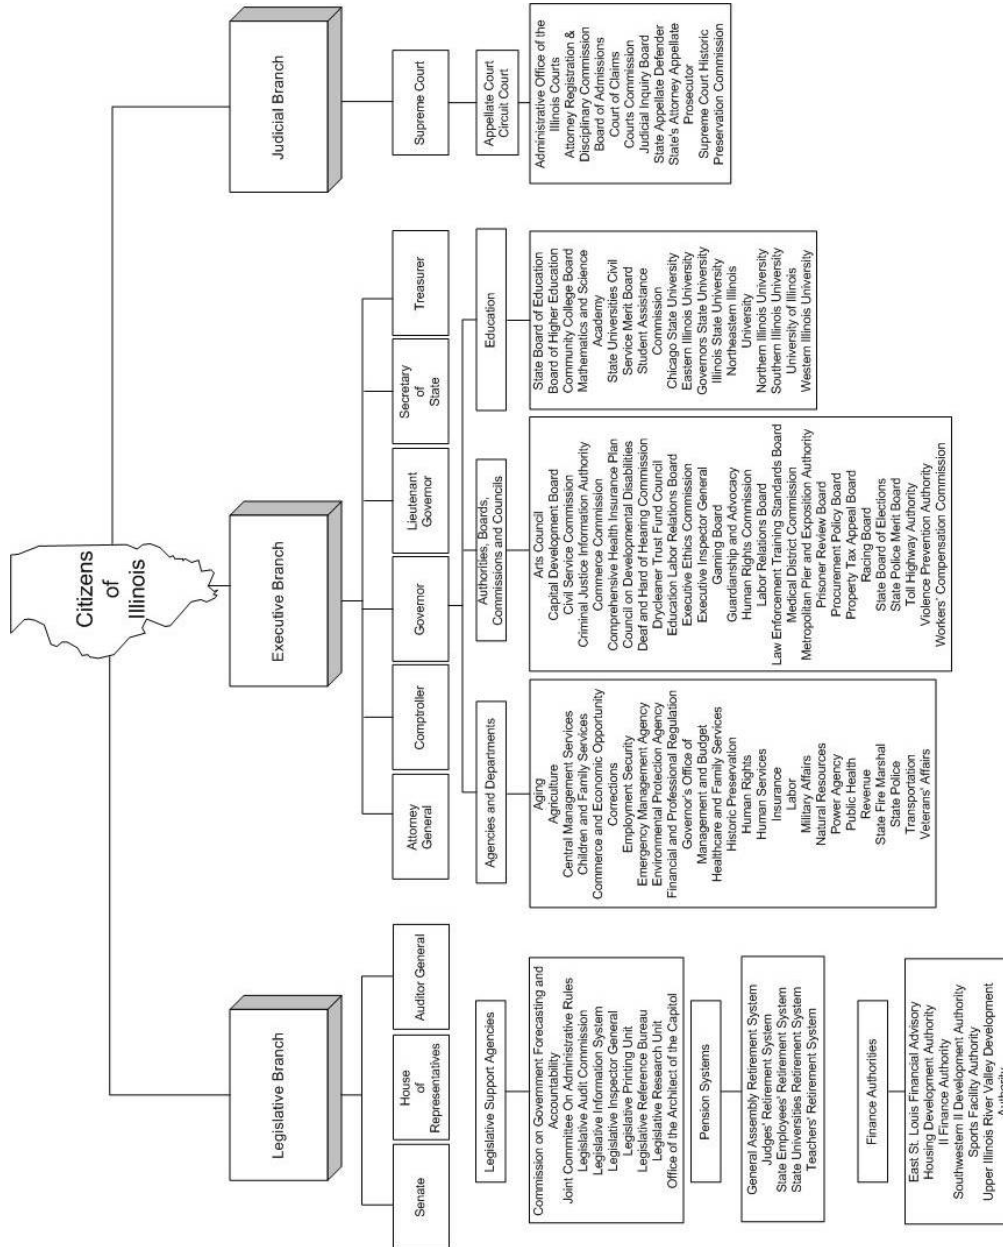 Citizens
of
Illinois
Legislative Branch
Executive Branch
Judicial Branch
Senate
House
of
Representatives
Auditor General
Attorney
General
Comptroller
Governor
Lieutenant
Governor
Secretary
of
State
Treasurer
Supreme Court
Appellate Court
Circuit Court
Legislative Support Agencies
Commission on Government Forecasting and
Accountability
Joint Committee On Administrative Rules
Legislative Audit Commission
Legislative Information System
Legislative Inspector General
Legislative Printing Unit
Legislative Reference Bureau
Legislative Research Unit
Office of the Architect of the Capitol
Pension Systems
General Assembly Retirement System
Judges' Retirement System
State Employees' Retirement System
State Universities Retirement System
Teachers' Retirement System
Finance Authorities
East St. Louis Financial Advisory
Housing Development Authority
Il Finance Authority
Southwestern Il Development Authority
Sports Facility Authority
Upper Illinois River Valley Development
Authority
Agencies and Departments
Aging
Agriculture
Central Management Services
Children and Family Services
Commerce and Economic Opportunity
Corrections
Employment Security
Emergency Management Agency
Environmental Protection Agency
Financial and Professional Regulation
Governor's Office of
Management and Budget
Healthcare and Family Services
Historic Preservation
Human Rights
Human Services
Insurance
Labor
Military Affairs
Natural Resources
Power Agency
Public Health
Revenue
State Fire Marshal
State Police
Transportation
Veterans' Affairs
Authorities, Boards,
Commissions and Councils
Arts Council
Capital Development Board
Civil Service Commission
Criminal Justice Information Authority
Commerce Commission
Comprehensive Health Insurance Plan
Council on Developmental Disabilities
Deaf and Hard of Hearing Commission
Drycleaner Trust Fund Council
Education Labor Relations Board
Executive Ethics Commission
Executive Inspector General
Gaming Board
Guardianship and Advocacy
Human Rights Commission
Labor Relations Board
Law Enforcement Training Standards Board
Medical District Commission
Metropolitan Pier and Exposition Authority
Prisoner Review Board
Procurement Policy Board
Property Tax Appeal Board
Racing Board
State Board of Elections
State Police Merit Board
Toll Highway Authority
Violence Prevention Authority
Workers' Compensation Commission
Education
State Board of Education
Board of Higher Education
Community College Board
Mathematics and Science
Academy
State Universities Civil
Service Merit Board
Student Assistance
Commission
Chicago State University
Eastern Illinois University
Governors State University
Illinois State University
Northeastern Illinois
University
Northern Illinois University
Southern Illinois University
University of Illinois
Western Illinois University
Administrative Office of the
Illinois Courts
Attorney Registration &
Disciplinary Commission
Board of Admissions
Court of Claims
Courts Commission
Judicial Inquiry Board
State Appellate Defender
State's Attorney Appellate
Prosecutor
Supreme Court Historic
Preservation Commission